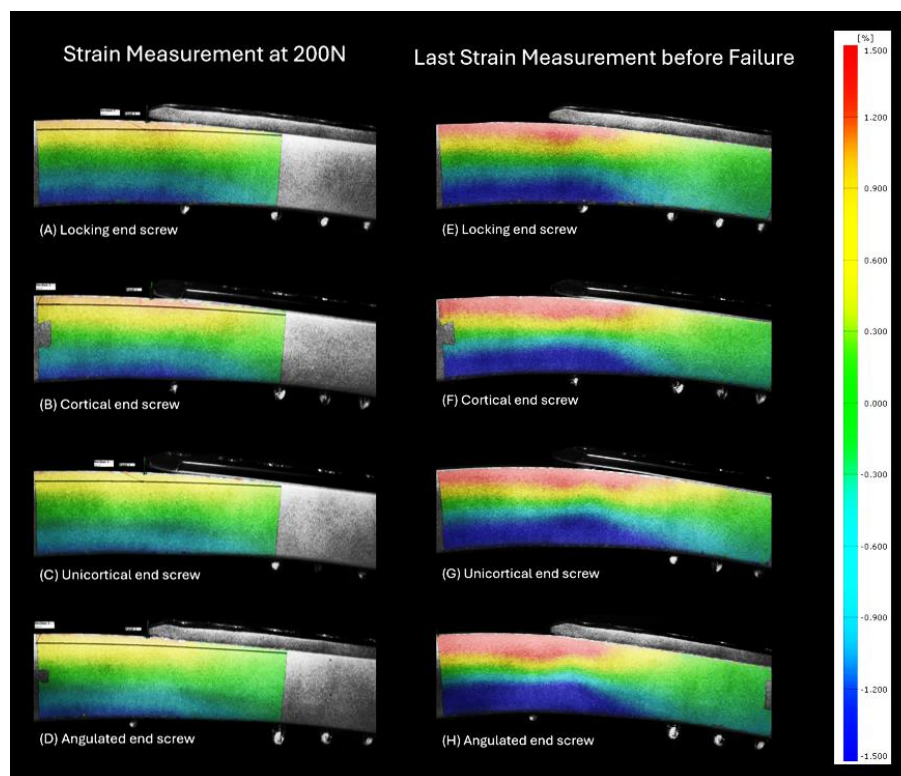 Strain Measurement at 200N
Last Strain Measurement before Failure
(A) Locking end screw
(E) Locking end screw
(B) Cortical end screw
(F) Cortical end screw
(C) Unicortical end screw
(G) Unicortical end screw
(D) Angulated end screw
(H) Angulated end screw
[%]
1.500
1.200
0.900
0.600
0.300
0.000
-0.300
-0.600
-0.900
-1.200
-1.500